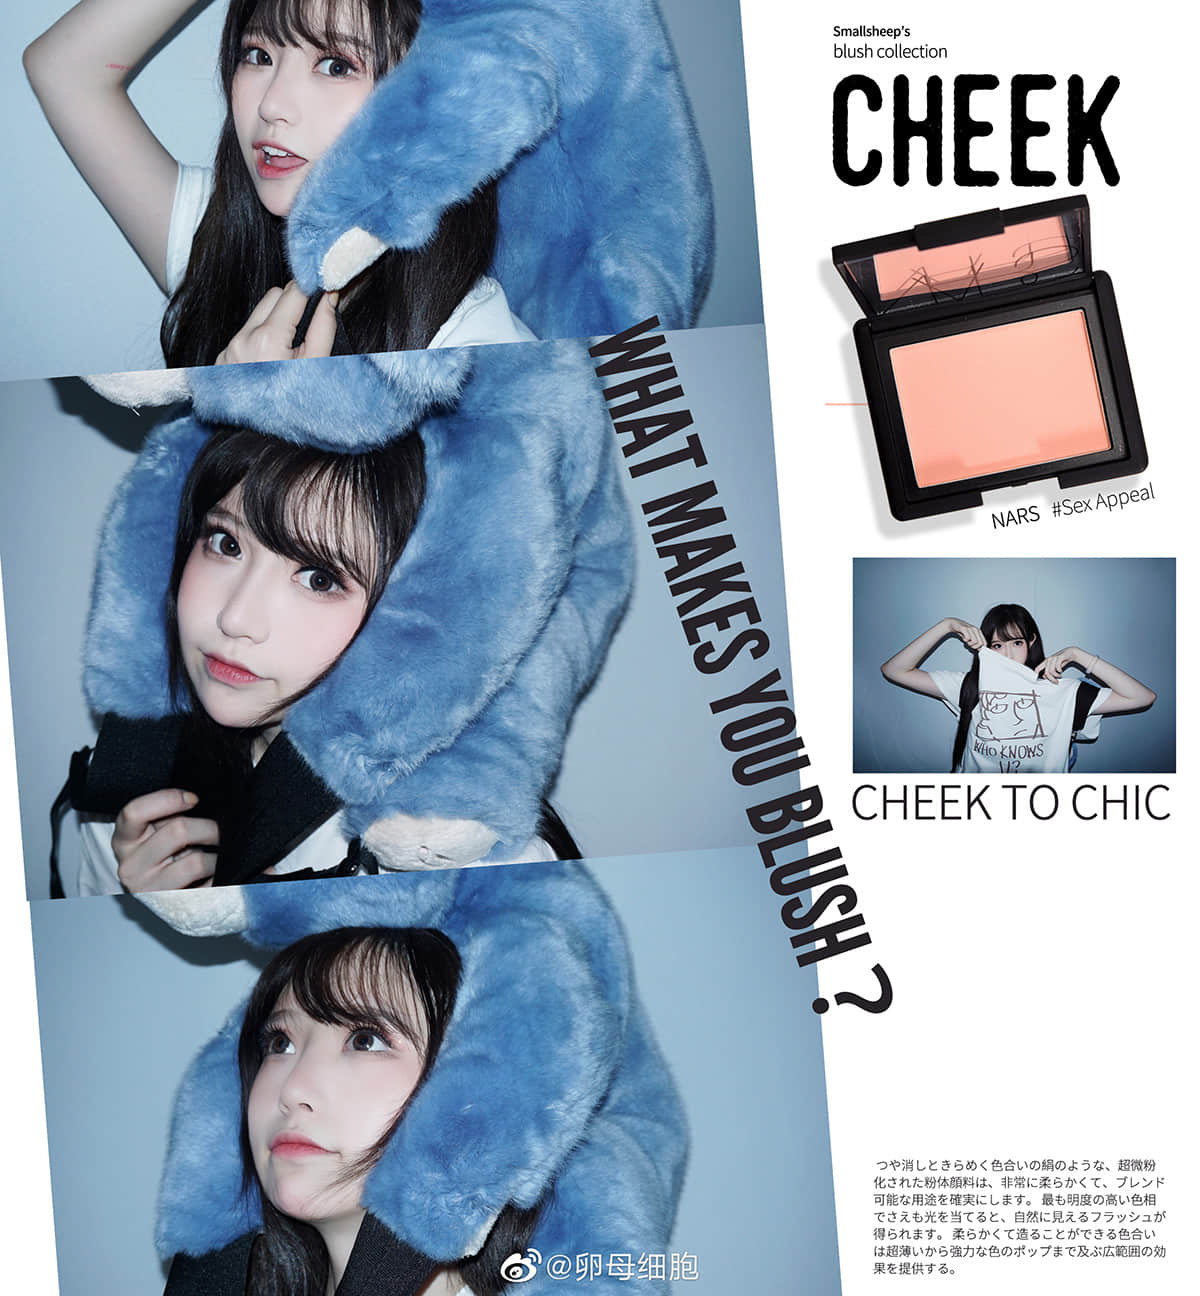 Smallsheep's
blush collection
CHEEK
NARS
NARS #Sex Appeal
WHAT MAKES YOU BLUSH ?
WHO KNOWS
CHEEK TO CHIC
つや消しときらめく色合いの絹のような、超微粉
化された粉体顔料は、非常に柔らかくて、ブレンド
可能な用途を確実にします。 最も明度の高い色相
でさえも光を当てると、自然に見えるフラッシュが
得られます。 柔らかくて造ることができる色合い
は超薄いから強力な色のポップまで及ぶ広範囲の効
果を提供する。
@卵母细胞